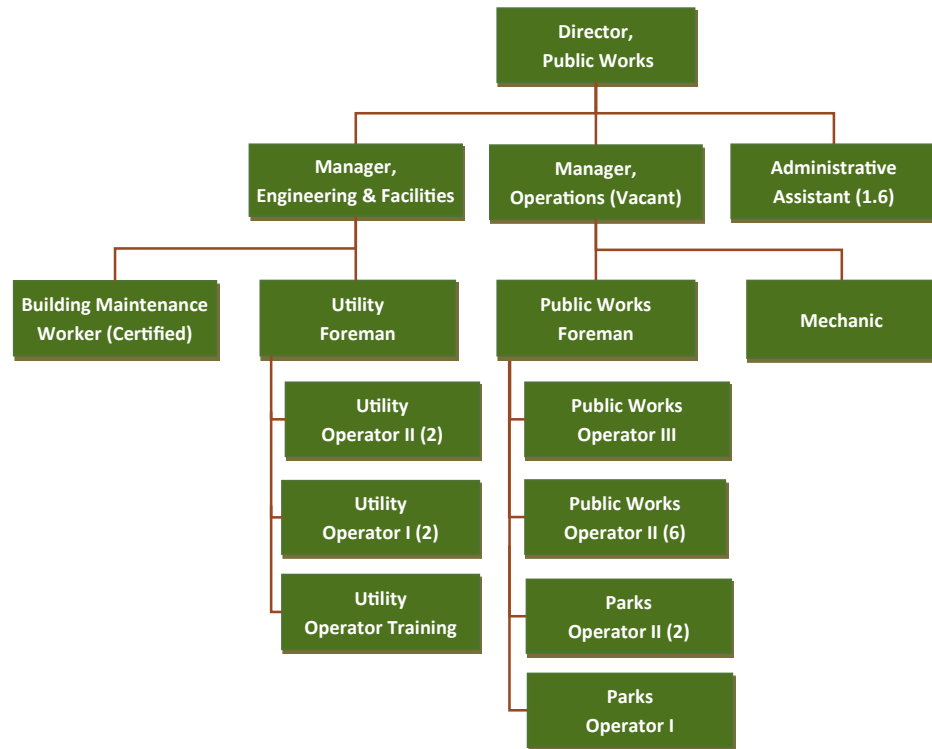 Director,
Public Works
Manager,
Engineering & Facilities
Manager,
Operations (Vacant)
Administrative
Assistant (1.6)
Building Maintenance
Worker (Certified)
Utility
Foreman
Public Works
Foreman
Mechanic
Utility
Operator II (2)
Utility
Operator I (2)
Utility
Operator Training
Public Works
Operator III
Public Works
Operator II (6)
Parks
Operator II (2)
Parks
Operator I